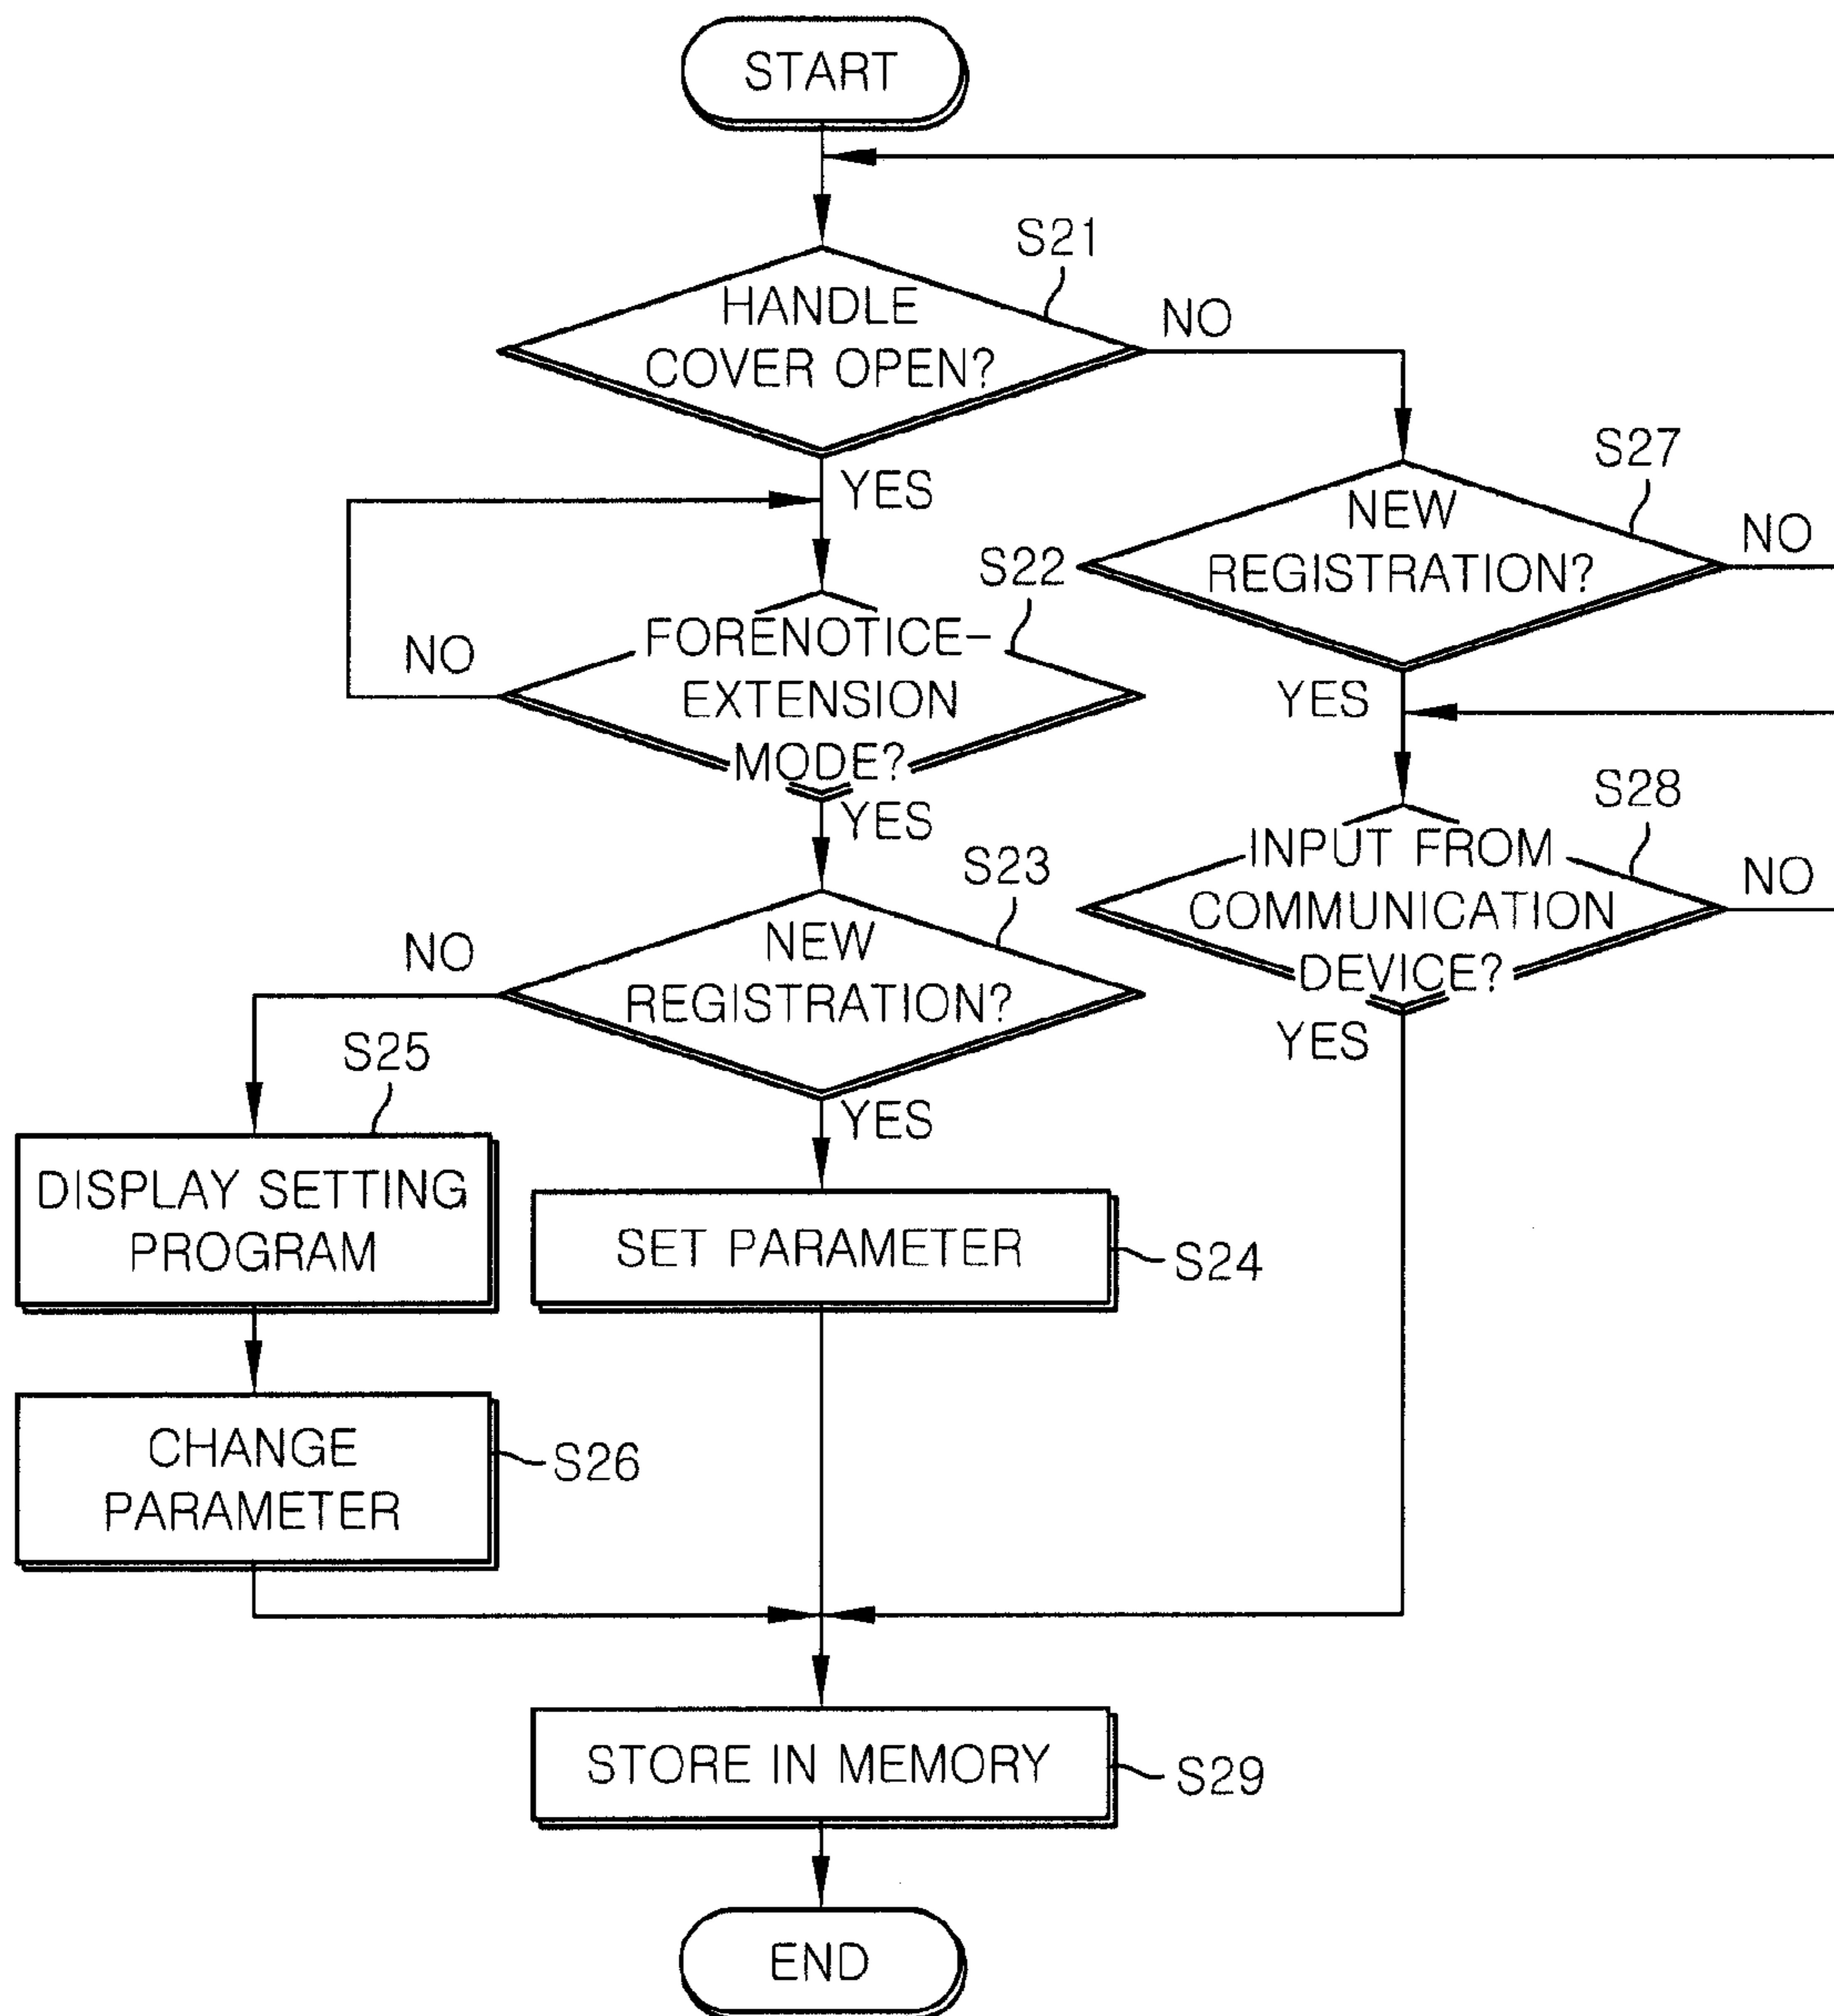 START
S21
HANDLE
COVER OPEN?
NO
YES
S27
NEW
REGISTRATION?
NO
YES
S22
FORENOTICE-
EXTENSION
MODE?
NO
YES
S28
INPUT FROM
COMMUNICATION
DEVICE?
NO
YES
S23
NEW
REGISTRATION?
NO
YES
S25
DISPLAY SETTING
PROGRAM
SET PARAMETER
S24
CHANGE
PARAMETER
S26
STORE IN MEMORY
S29
END